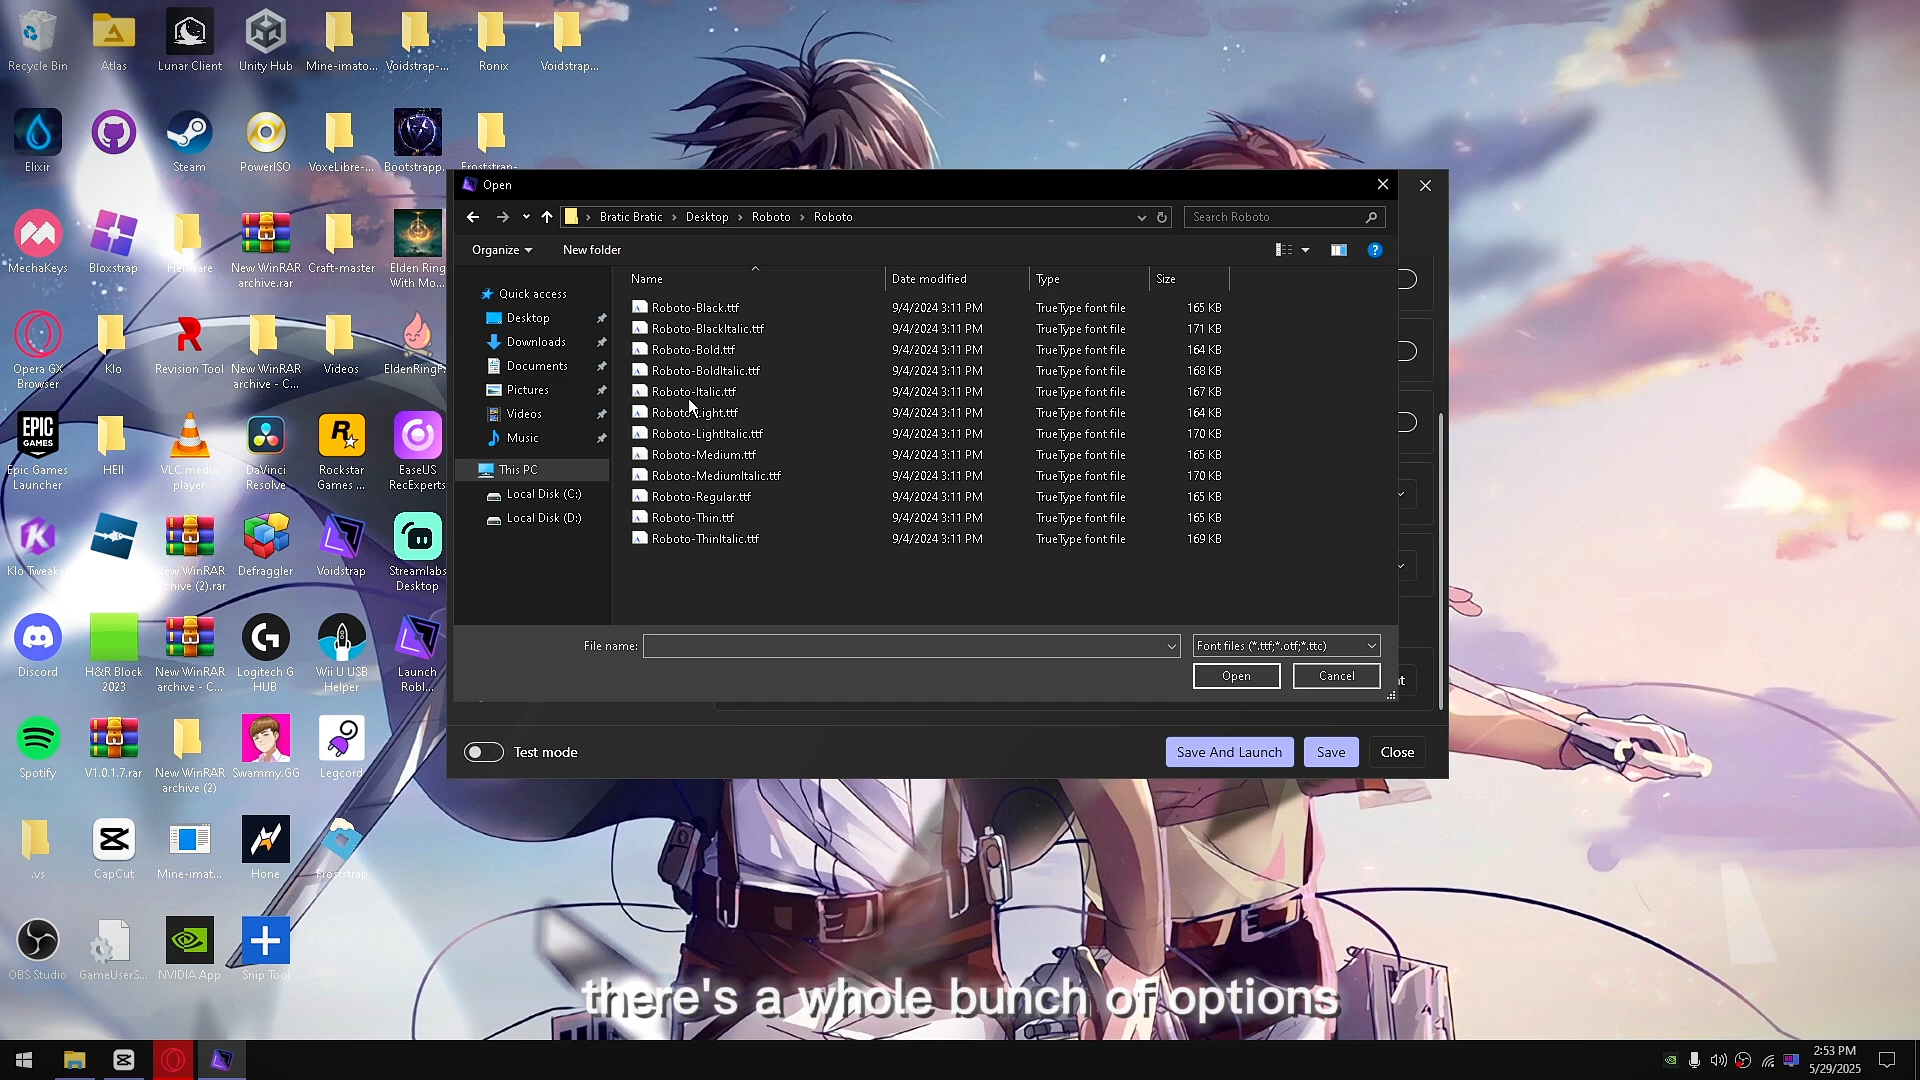 Recycle Bin
Atlas
Lunar Client
Unity Hub
Mine-imato...
Voidstrap-...
Ronix
Voidstrap...
Elixir
Steam
PowerISO
VoxeLibre-...
Bootstrapp...
Froststrap-
MechaKeys
Bloxstrap
New WinRAR
archive.rar
Craft-master
Elden Ring
With Mo...
Opera GX
Browser
Klo
Revision Tool
New WinRAR
archive - C...
Videos
EldenRingF...
EPIC
GAMES
Epic Games
Launcher
HEll
VLC media
player
DaVinci
Resolve
Rockstar
Games ...
EaseUS
RecExperts
Klo Tweake
New WinRAR
archive (2).rar
Defraggler
Voidstrap
Streamlabs
Desktop
Discord
H&R Block
2023
New WinRAR
archive - C...
Logitech G
HUB
Wii U USB
Helper
Launch
Robl...
Spotify
V1.0.1.7.rar
New WinRAR
archive (2)
Swammy.GG
Legcord
.vs
CapCut
Mine-imat...
Hone
Froststrap
OBS Studio
GameUserS...
NVIDIA App
Snip Tool
Open
Bratic Bratic
Desktop
Roboto
Roboto
Search Roboto
Organize
New folder
Quick access
Desktop
Downloads
Documents
Pictures
Videos
Music
This PC
Local Disk (C:)
Local Disk (D:)
Name Date modified Type Size
Roboto-Black.ttf 9/4/2024 3:11 PM TrueType font file 165 KB
Roboto-BlackItalic.ttf 9/4/2024 3:11 PM TrueType font file 171 KB
Roboto-Bold.ttf 9/4/2024 3:11 PM TrueType font file 164 KB
Roboto-BoldItalic.ttf 9/4/2024 3:11 PM TrueType font file 168 KB
Roboto-Italic.ttf 9/4/2024 3:11 PM TrueType font file 167 KB
Roboto-Light.ttf 9/4/2024 3:11 PM TrueType font file 164 KB
Roboto-LightItalic.ttf 9/4/2024 3:11 PM TrueType font file 170 KB
Roboto-Medium.ttf 9/4/2024 3:11 PM TrueType font file 165 KB
Roboto-MediumItalic.ttf 9/4/2024 3:11 PM TrueType font file 170 KB
Roboto-Regular.ttf 9/4/2024 3:11 PM TrueType font file 165 KB
Roboto-Thin.ttf 9/4/2024 3:11 PM TrueType font file 165 KB
Roboto-ThinItalic.ttf 9/4/2024 3:11 PM TrueType font file 169 KB
File name:
Font files (*.ttf;*.otf;*.ttc)
Open
Cancel
Test mode
Save And Launch
Save
Close
there's a whole bunch of options
2:53 PM
5/29/2025